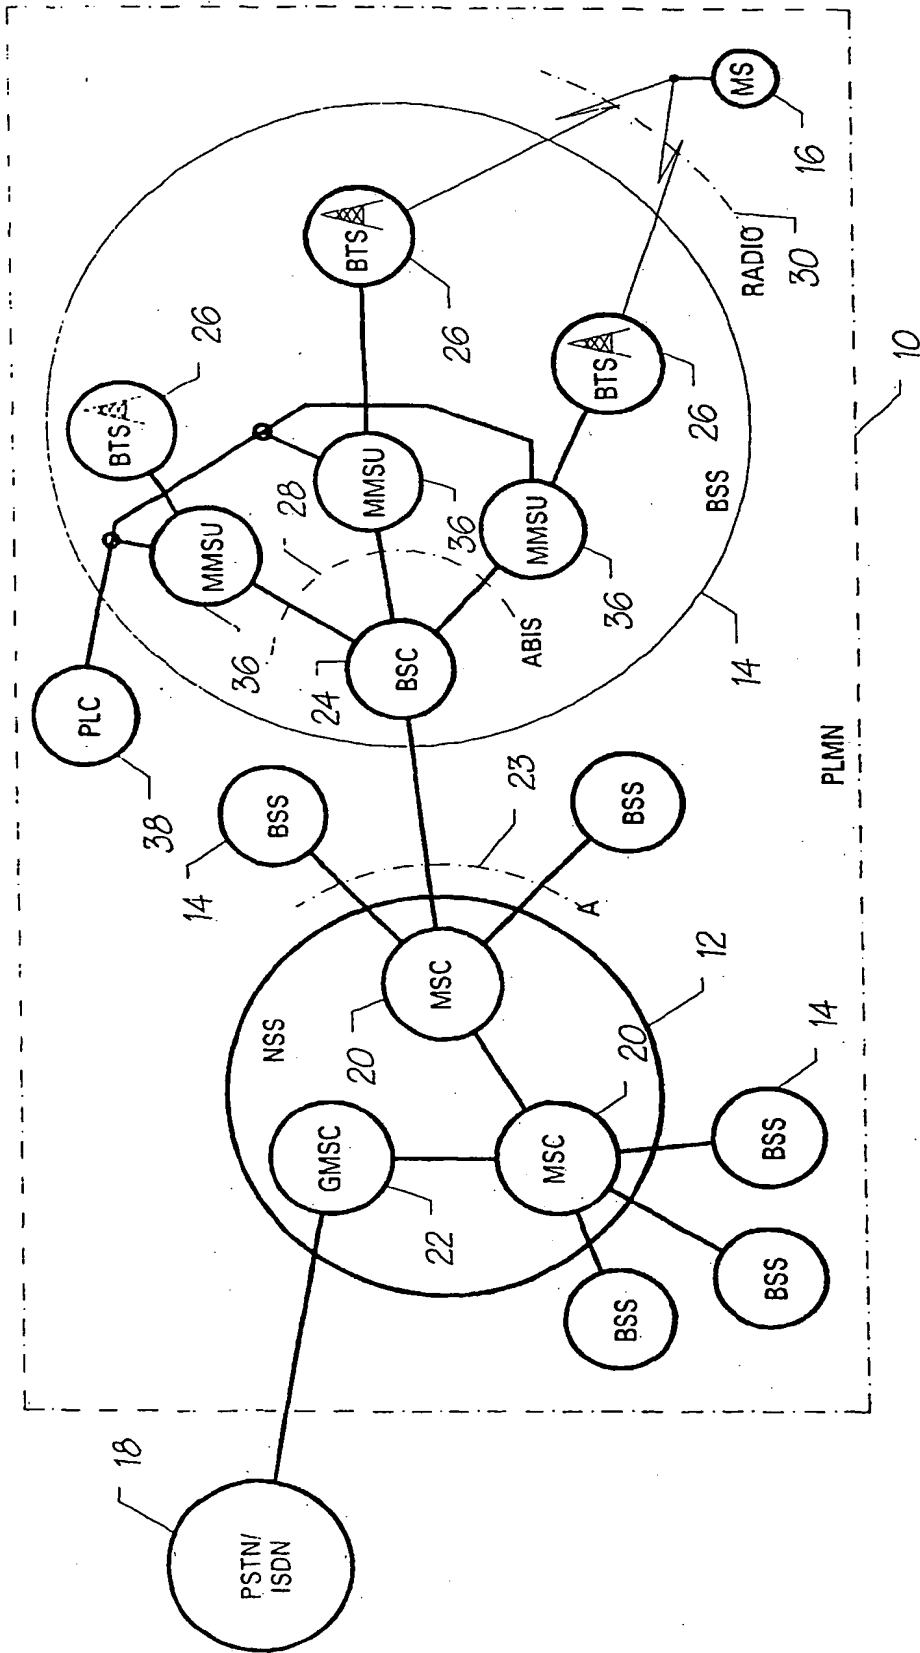 PSTN/
ISDN
18
GMSC
22
NSS
MSC
20
MSC
20
12
BSS
BSS
BSS
14
BSS
14
BSS
A
23
PLC
38
BSC
24
ABIS
28
MMSU
36
MMSU
36
MMSU
36
BTS
26
BTS
26
BTS
26
BSS
14
RADIO
30
MS
16
PLMN
10